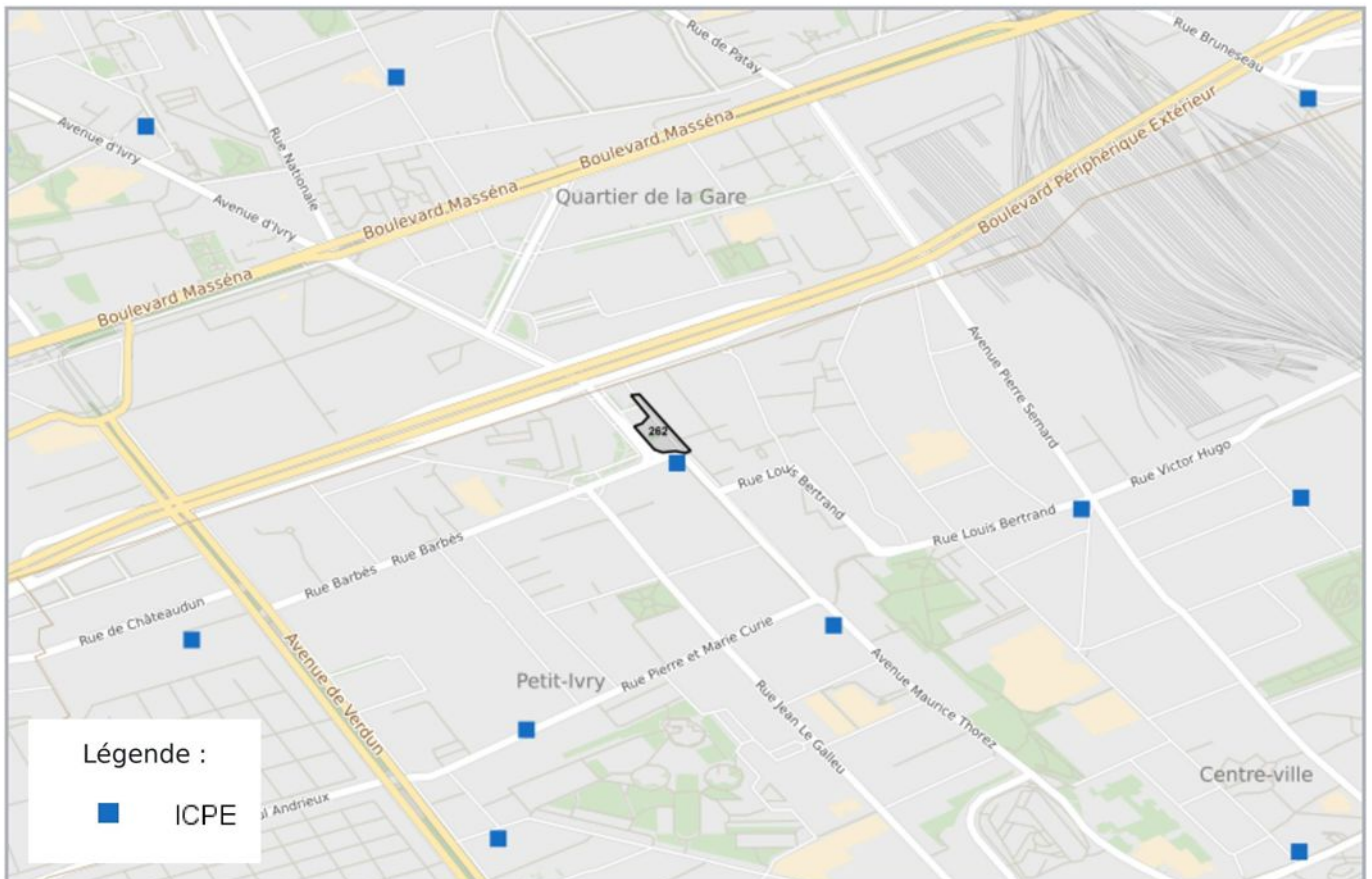 Rue de Patay
Rue Bruneseau
Avenue d'Ivry
Rue Nationale
Boulevard Masséna
Boulevard Périphérique Extérieur
Quartier de la Gare
Boulevard Masséna
Avenue d'Ivry
Boulevard Masséna
Avenue Pierre Semard
262
Rue Victor Hugo
Rue Louis Bertrand
Rue Louis Bertrand
Rue Barbès
Rue Barbès
Rue de Châteaudun
Rue Pierre et Marie Curie
Avenue de Verdun
Petit-Ivry
Avenue Maurice Thorez
Rue Jean Le Galleu
Centre-ville
Légende :
ICPE
ul Andrieux